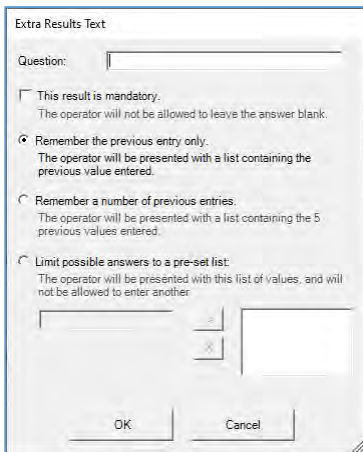 Extra Results Text
Question:
This result is mandatory.
The operator will not be allowed to leave the answer blank.
Remember the previous entry only.
The operator will be presented with a list containing the
previous value entered.
Remember a number of previous entries.
The operator will be presented with a list containing the 5
previous values entered.
Limit possible answers to a pre-set list:
The operator will be presented with this list of values, and will
not be allowed to enter another
OK Cancel